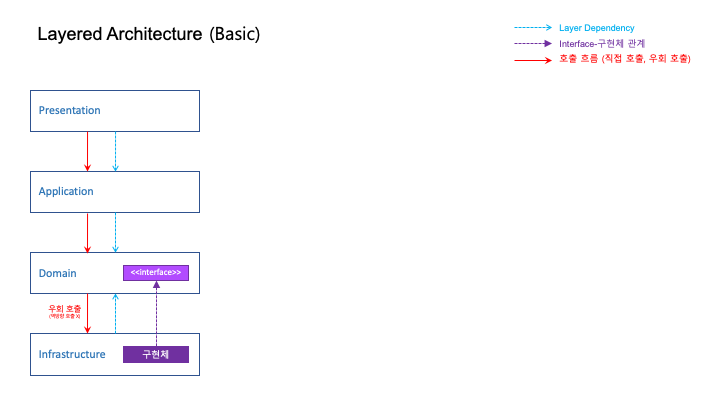 Layered Architecture (Basic)
Layer Dependency
Interface-구현체 관계
호출 흐름 (직접 호출, 우회 호출)
Presentation
Application
Domain
<<interface>>
우회 호출
Infrastructure
구현체